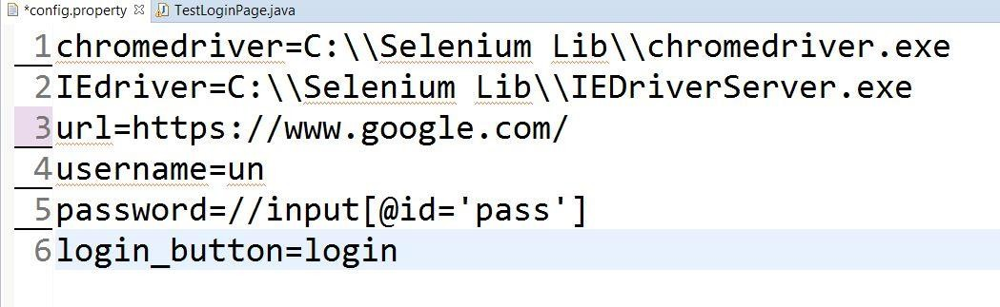 *config.property TestLoginPage.java
1 chromedriver=C:\\Selenium Lib\\chromedriver.exe
2 IEdriver=C:\\Selenium Lib\\IEDriverServer.exe
3 url=https://www.google.com/
4 username=un
5 password=//input[@id='pass']
6 login_button=login